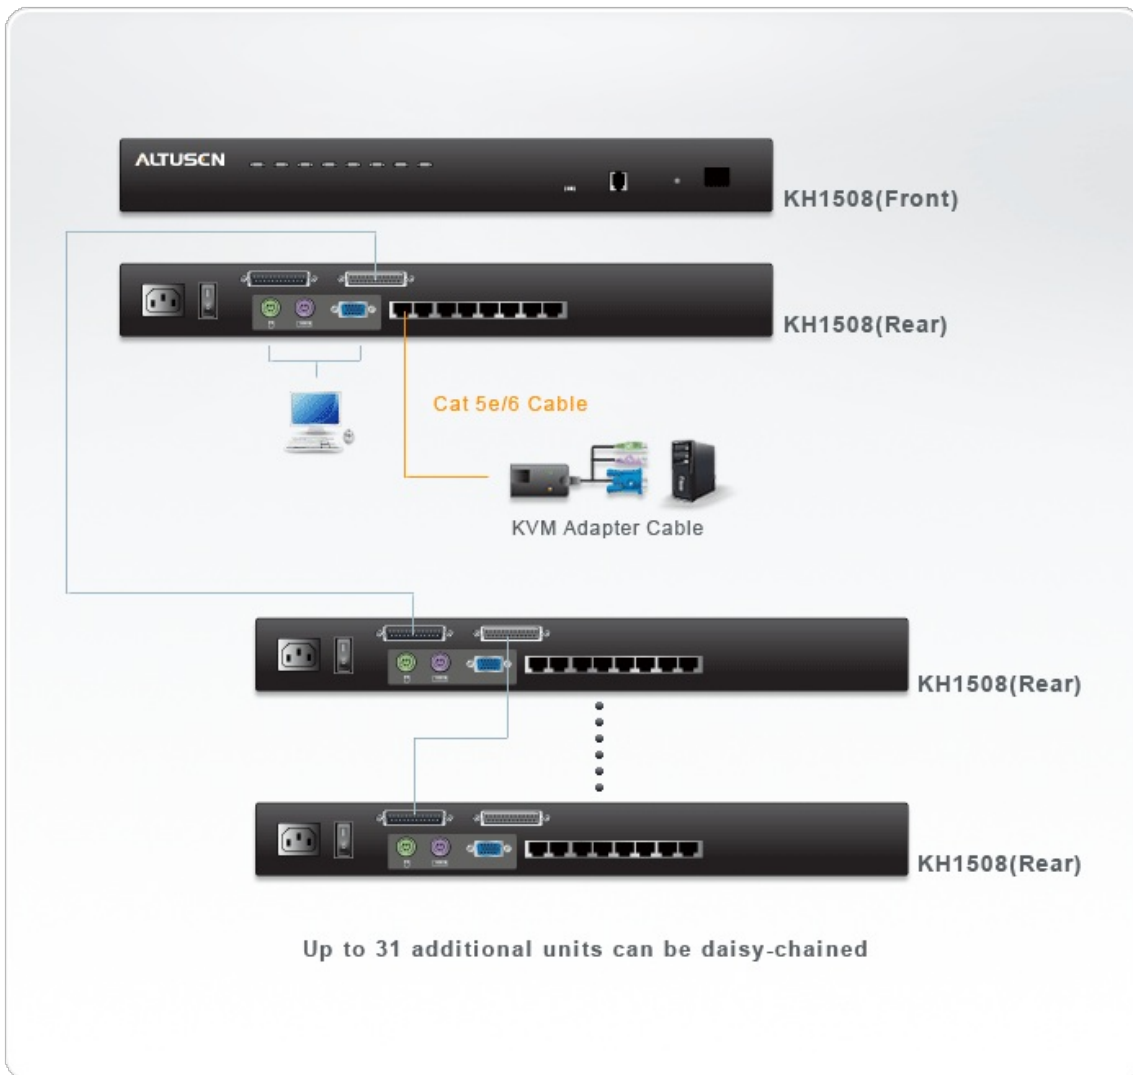 ALTUSEN
KH1508(Front)
KH1508(Rear)
Cat 5e/6 Cable
KVM Adapter Cable
KH1508(Rear)
KH1508(Rear)
Up to 31 additional units can be daisy-chained